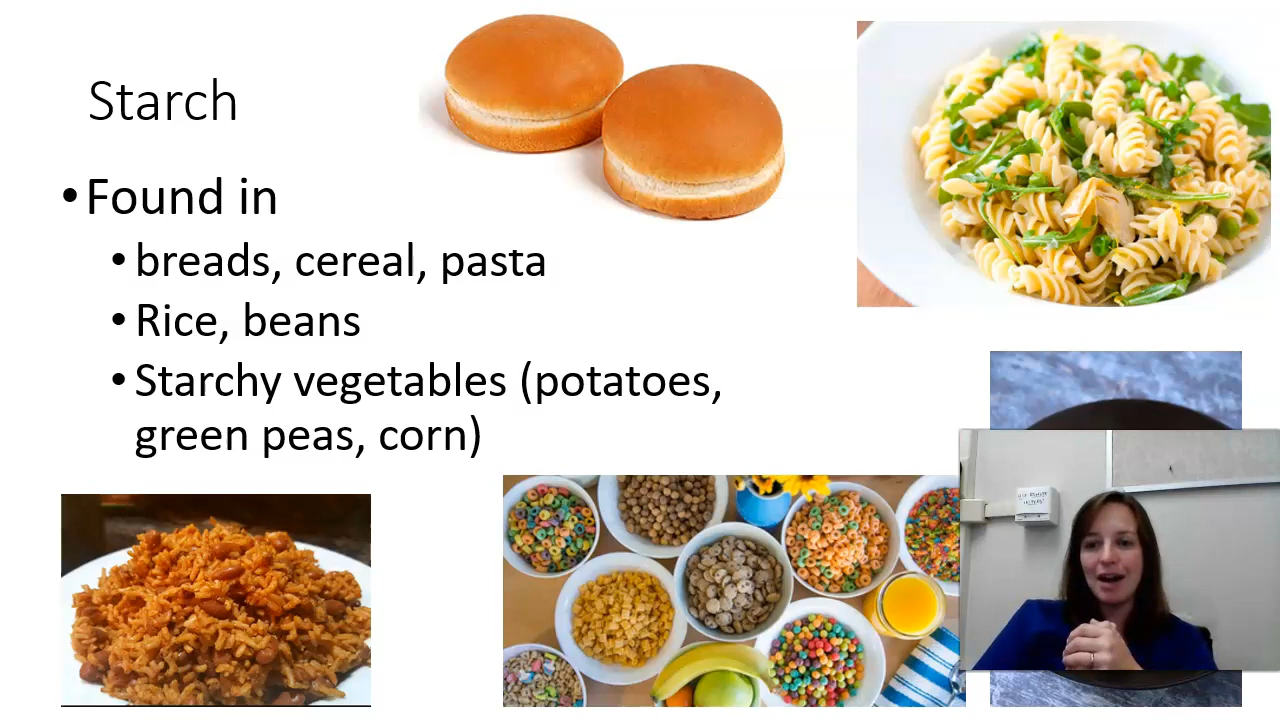 Starch
•Found in
•breads, cereal, pasta
•Rice, beans
•Starchy vegetables (potatoes,
green peas, corn)